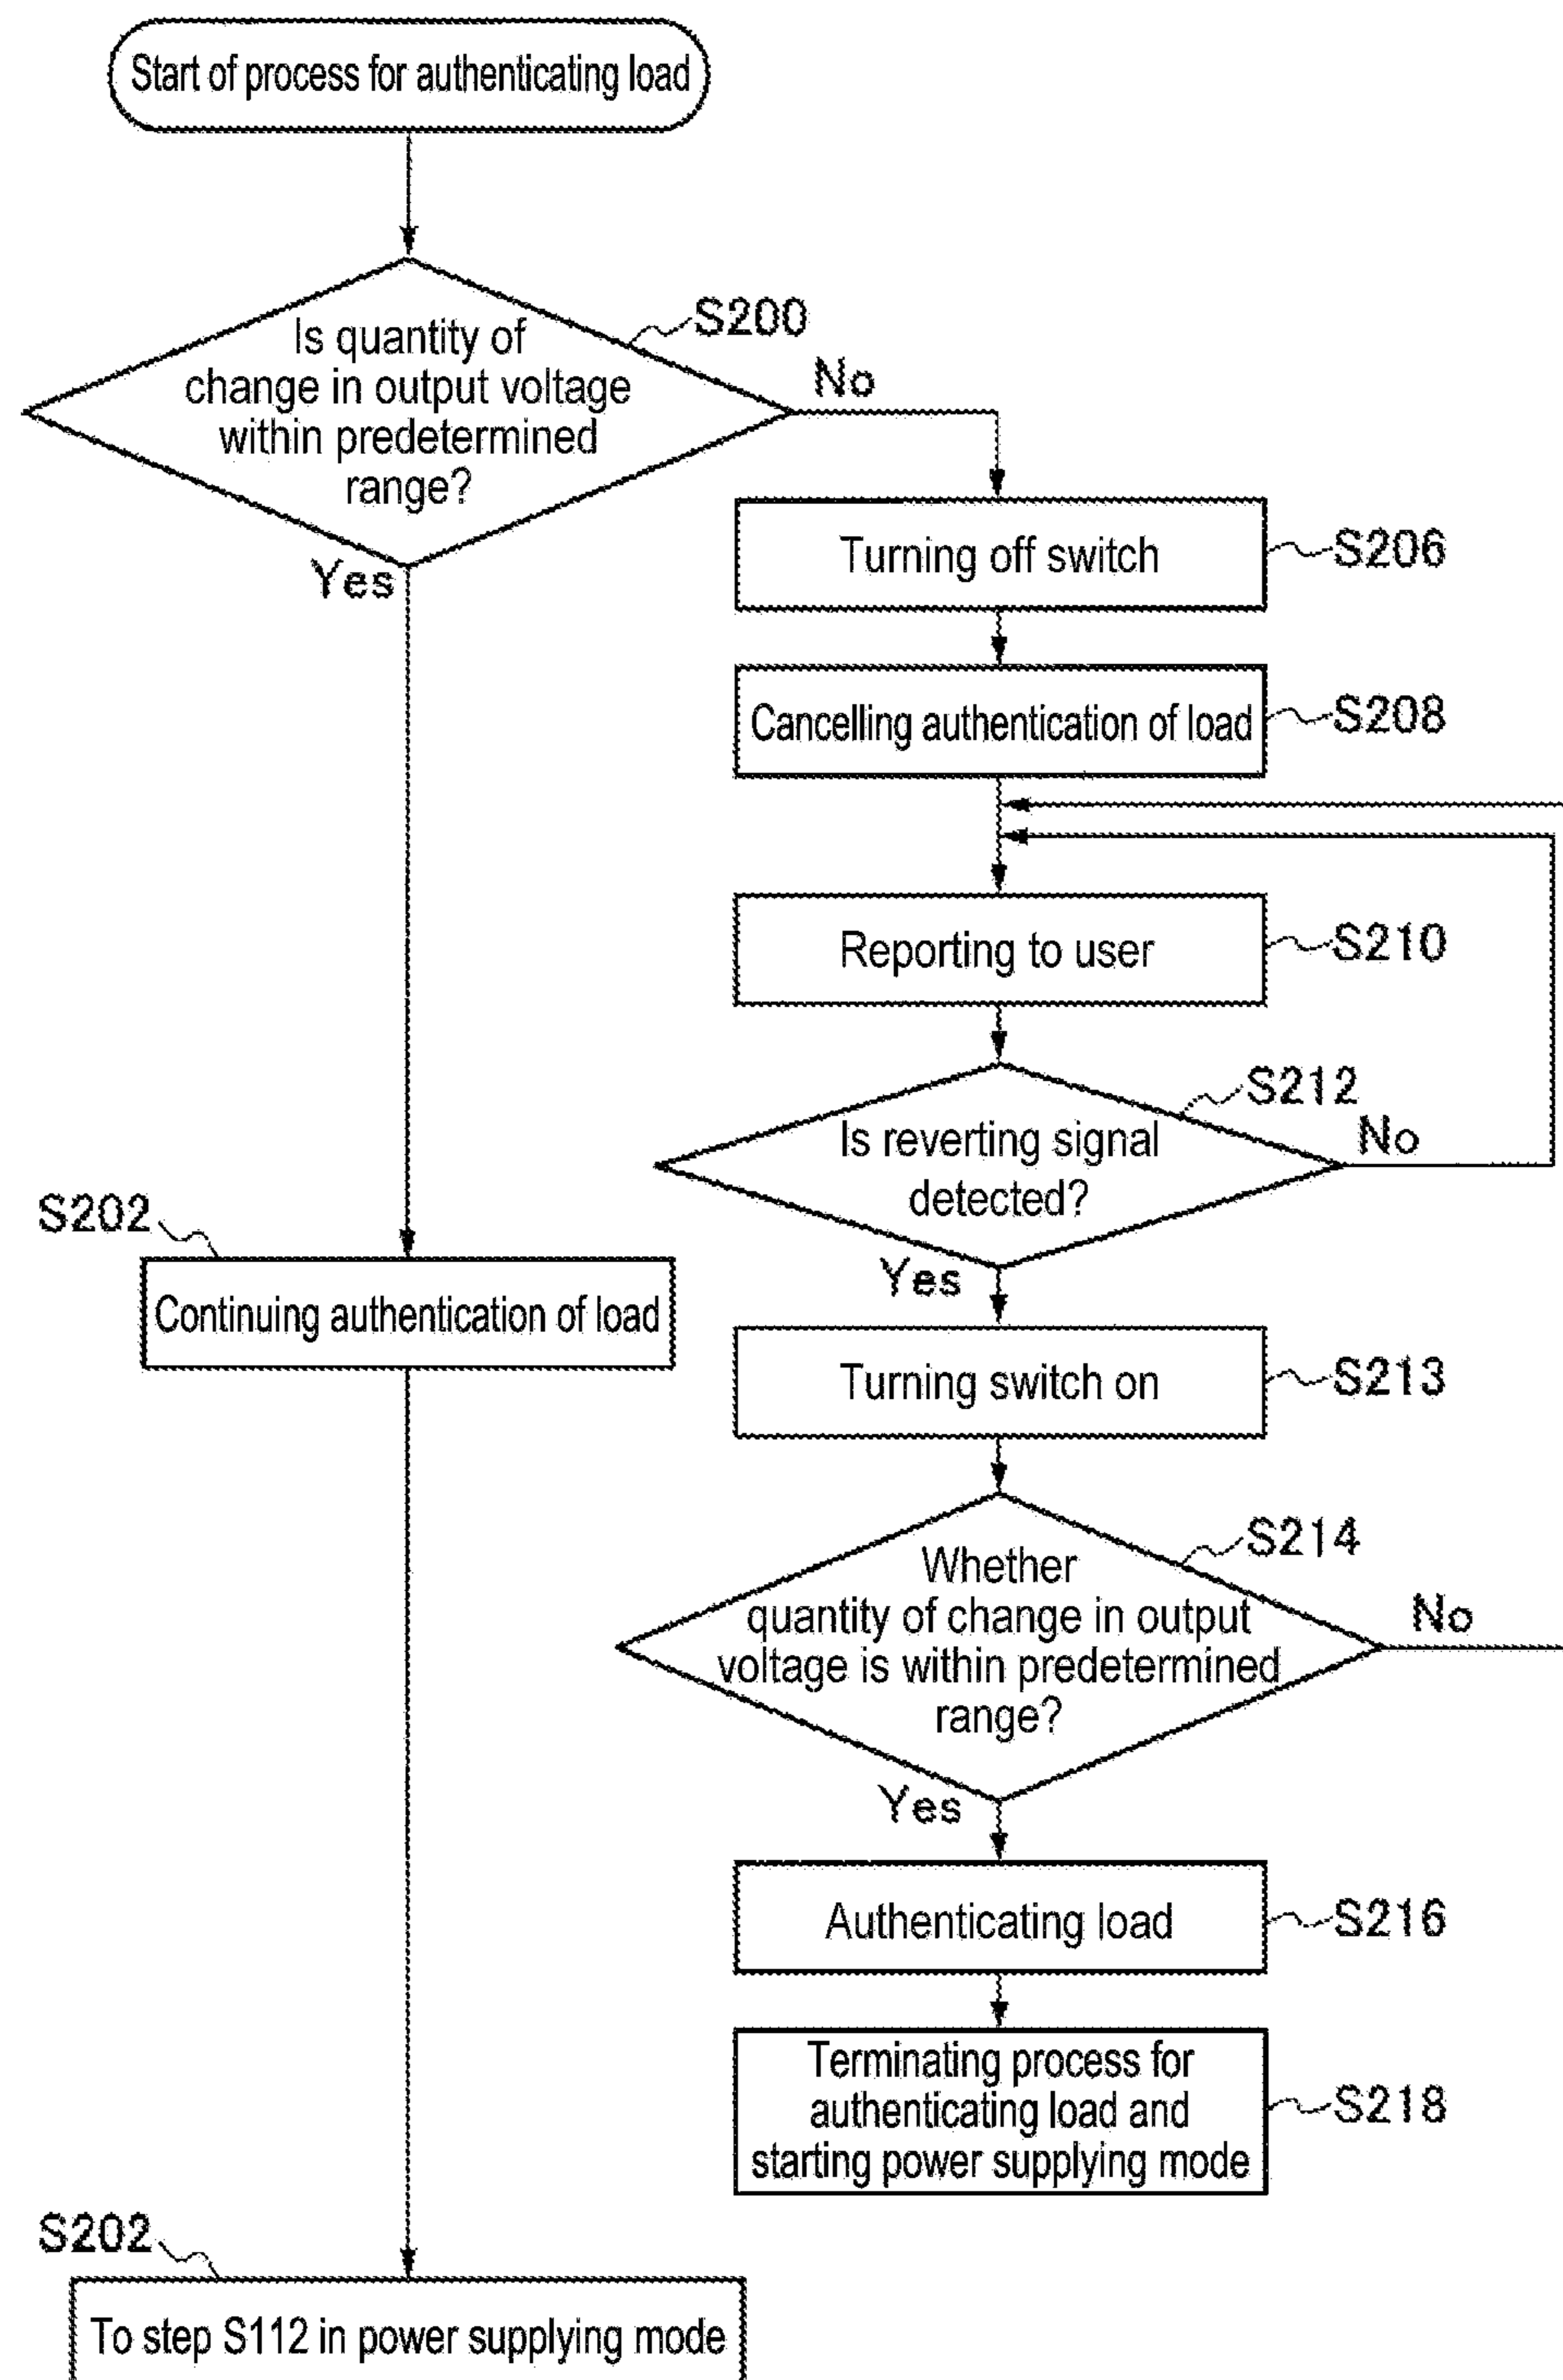 Start of process for authenticating load
S200
Is quantity of
change in output voltage
within predetermined
range?
No
Yes
Turning off switch
S206
Cancelling authentication of load
S208
Reporting to user
S210
S212
Is reverting signal
detected?
No
Yes
S202
Continuing authentication of load
Turning switch on
S213
S214
Whether
quantity of change in output
voltage is within predetermined
range?
No
Yes
Authenticating load
S216
Terminating process for
authenticating load and
starting power supplying mode
S218
S202
To step S112 in power supplying mode